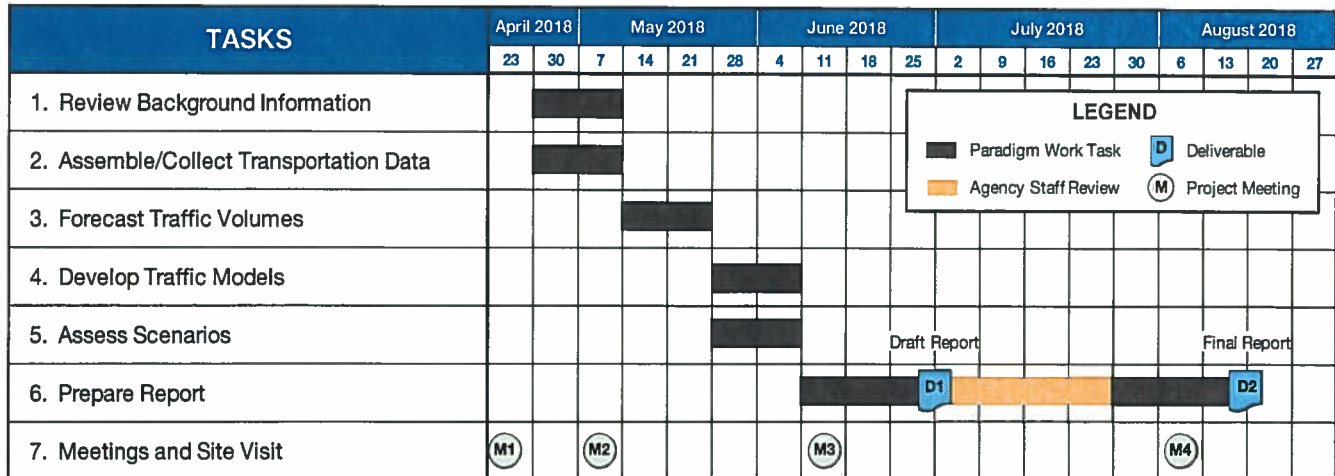 TASKS
April 2018 May 2018 June 2018 July 2018 August 2018
23 30 7 14 21 28 4 11 18 25 2 9 16 23 30 6 13 20 27
1. Review Background Information
LEGEND
Paradigm Work Task D Deliverable
2. Assemble/Collect Transportation Data
Agency Staff Review M Project Meeting
3. Forecast Traffic Volumes
4. Develop Traffic Models
5. Assess Scenarios
Draft Report Final Report
6. Prepare Report D1 D2
7. Meetings and Site Visit M1 M2 M3 M4